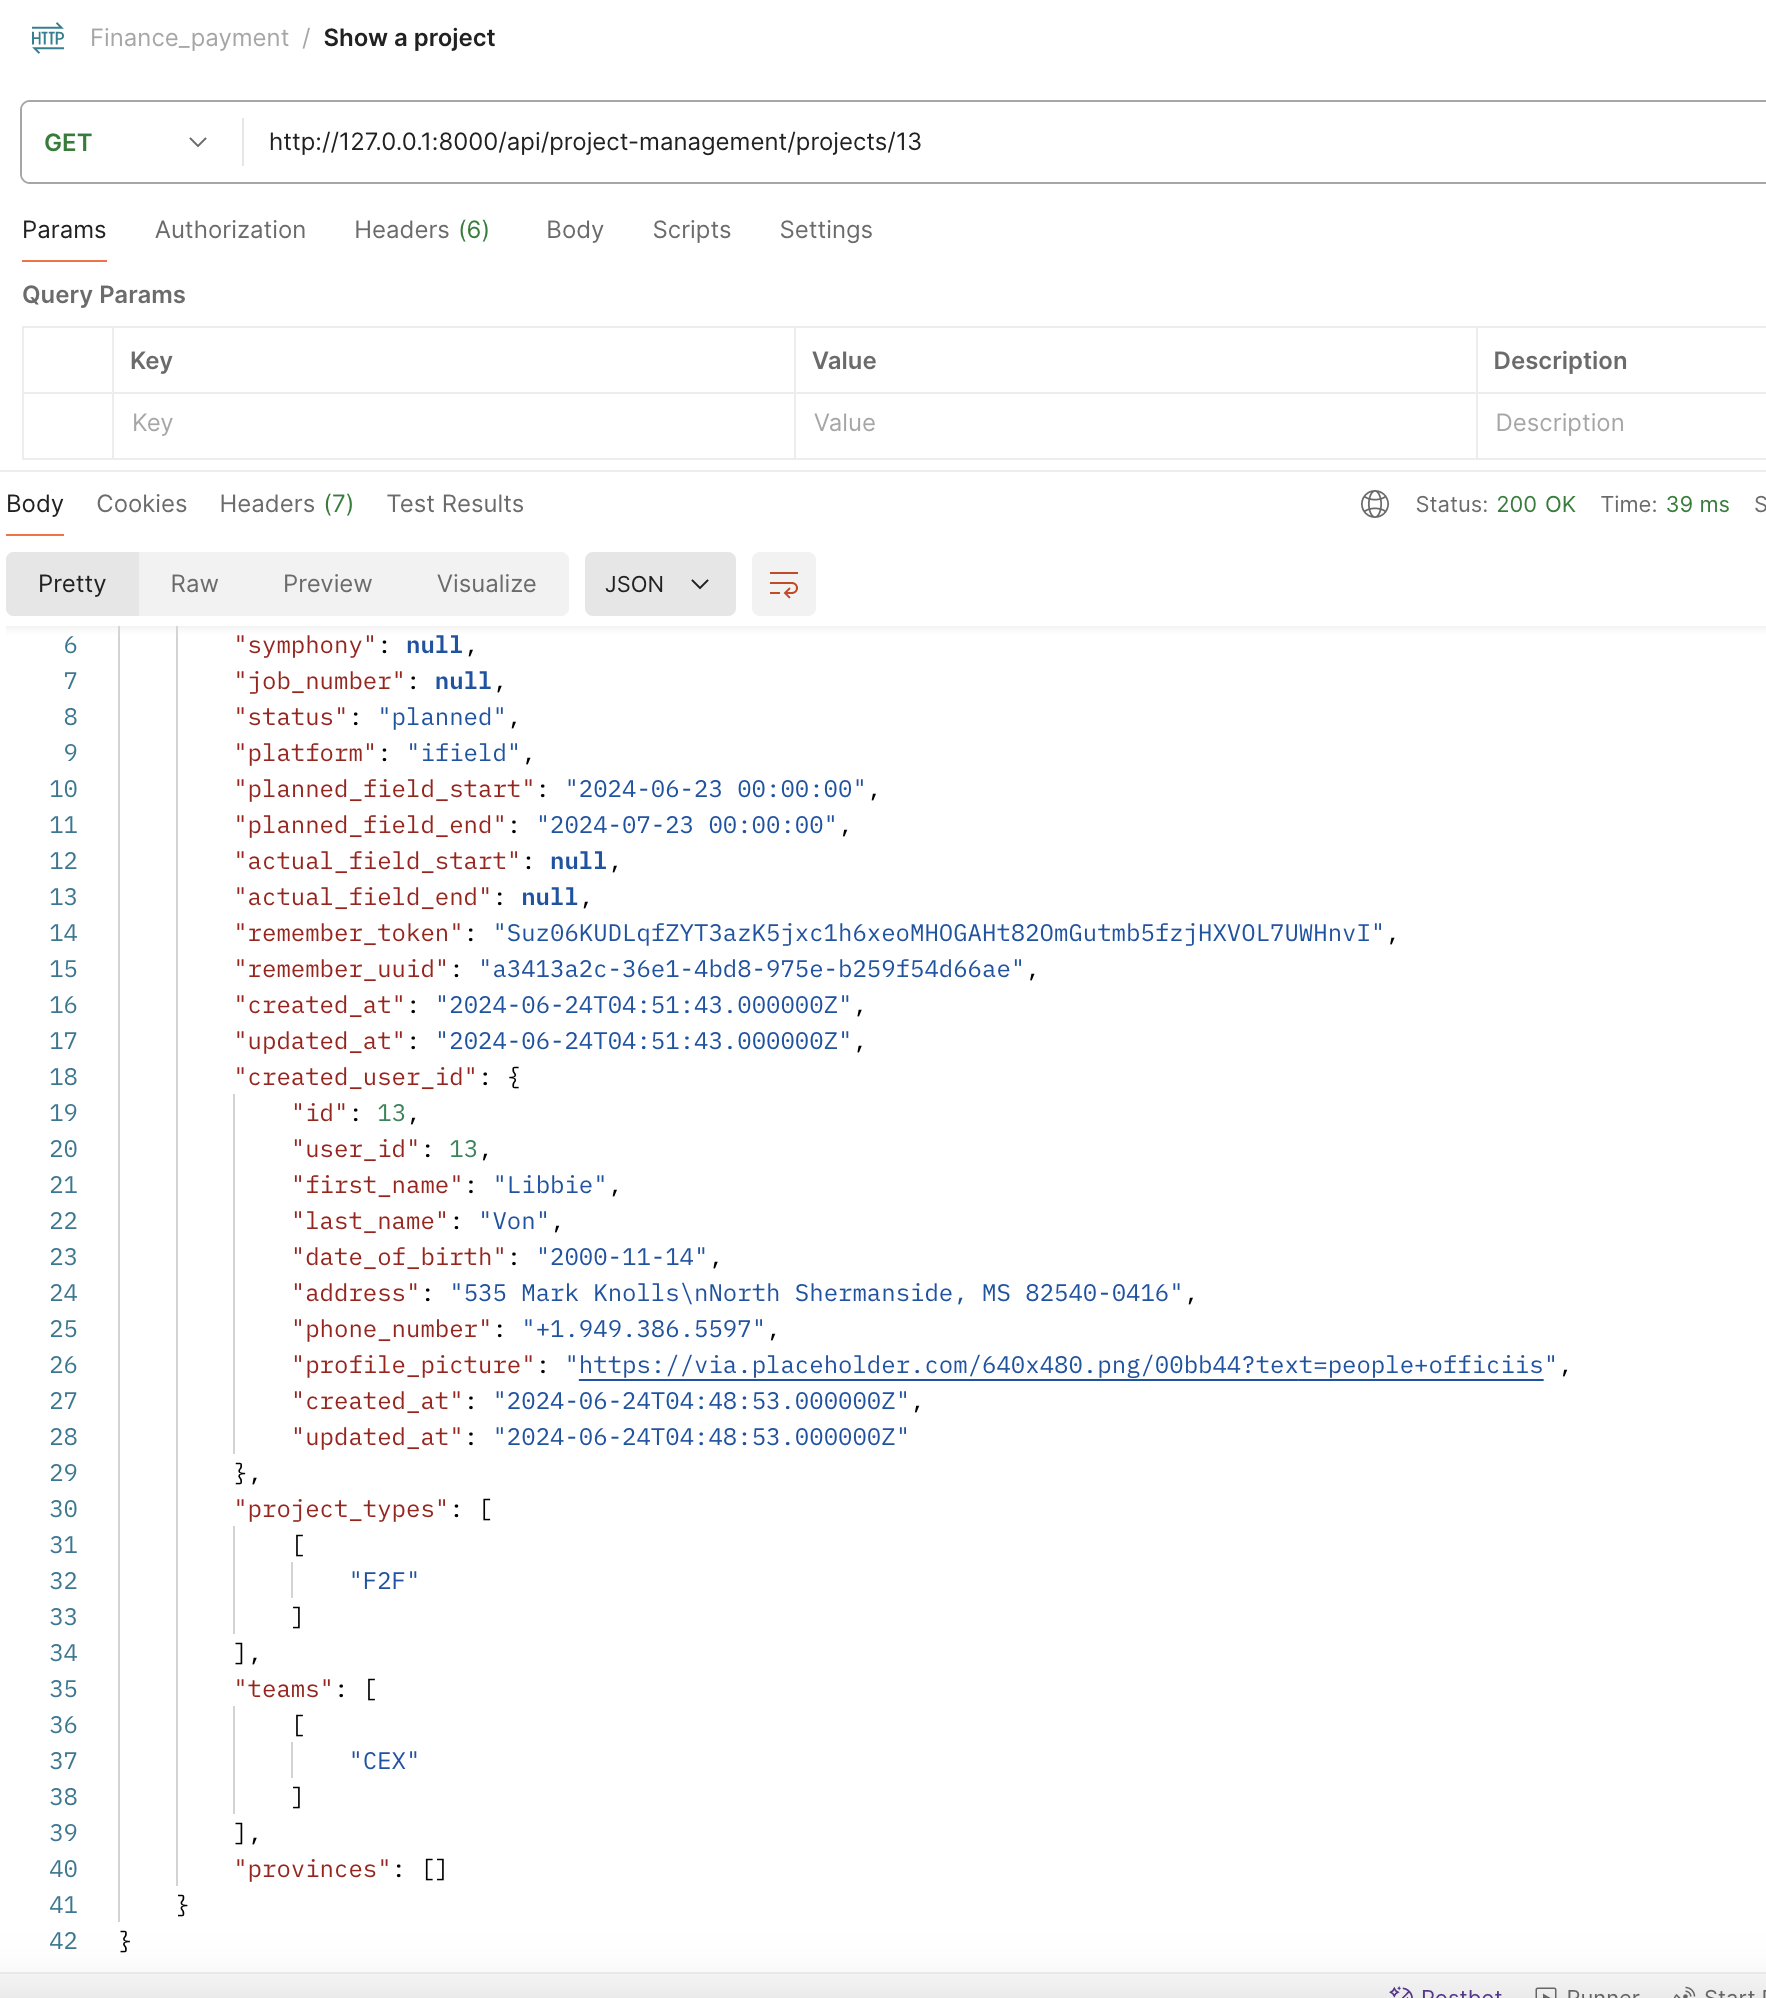 HTTP Finance_payment / Show a project
GET http://127.0.0.1:8000/api/project-management/projects/13
Params Authorization Headers (6) Body Scripts Settings
Query Params
Key Value Description
Key Value Description
Body Cookies Headers (7) Test Results Status: 200 OK Time: 39 ms S
Pretty Raw Preview Visualize JSON
6 "symphony": null,
7 "job_number": null,
8 "status": "planned",
9 "platform": "ifield",
10 "planned_field_start": "2024-06-23 00:00:00",
11 "planned_field_end": "2024-07-23 00:00:00",
12 "actual_field_start": null,
13 "actual_field_end": null,
14 "remember_token": "Suz06KUDLqfZYT3azK5jxc1h6xeoMHOGAHt82OmGutmb5fzjHXVOL7UWHnvI",
15 "remember_uuid": "a3413a2c-36e1-4bd8-975e-b259f54d66ae",
16 "created_at": "2024-06-24T04:51:43.000000Z",
17 "updated_at": "2024-06-24T04:51:43.000000Z",
18 "created_user_id": {
19 "id": 13,
20 "user_id": 13,
21 "first_name": "Libbie",
22 "last_name": "Von",
23 "date_of_birth": "2000-11-14",
24 "address": "535 Mark Knolls\nNorth Shermanside, MS 82540-0416",
25 "phone_number": "+1.949.386.5597",
26 "profile_picture": "https://via.placeholder.com/640x480.png/00bb44?text=people+officiis",
27 "created_at": "2024-06-24T04:48:53.000000Z",
28 "updated_at": "2024-06-24T04:48:53.000000Z"
29 },
30 "project_types": [
31 [
32 "F2F"
33 ]
34 ],
35 "teams": [
36 [
37 "CEX"
38 ]
39 ],
40 "provinces": []
41 }
42 }
Postbot Runner Start